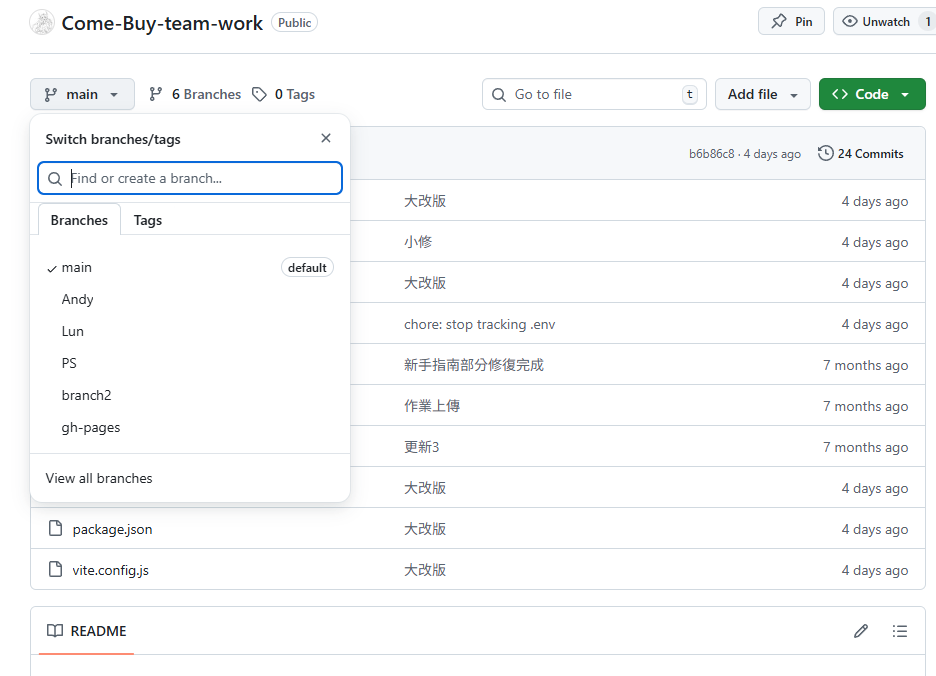 Come-Buy-team-work Public Pin Unwatch 1
main 6 Branches 0 Tags Go to file t Add file Code
Switch branches/tags
Find or create a branch...
Branches Tags
main default
Andy
Lun
PS
branch2
gh-pages
View all branches
b6b86c8 · 4 days ago 24 Commits
大改版 4 days ago
小修 4 days ago
大改版 4 days ago
chore: stop tracking .env 4 days ago
新手指南部分修復完成 7 months ago
作業上傳 7 months ago
更新3 7 months ago
大改版 4 days ago
package.json 大改版 4 days ago
vite.config.js 大改版 4 days ago
README